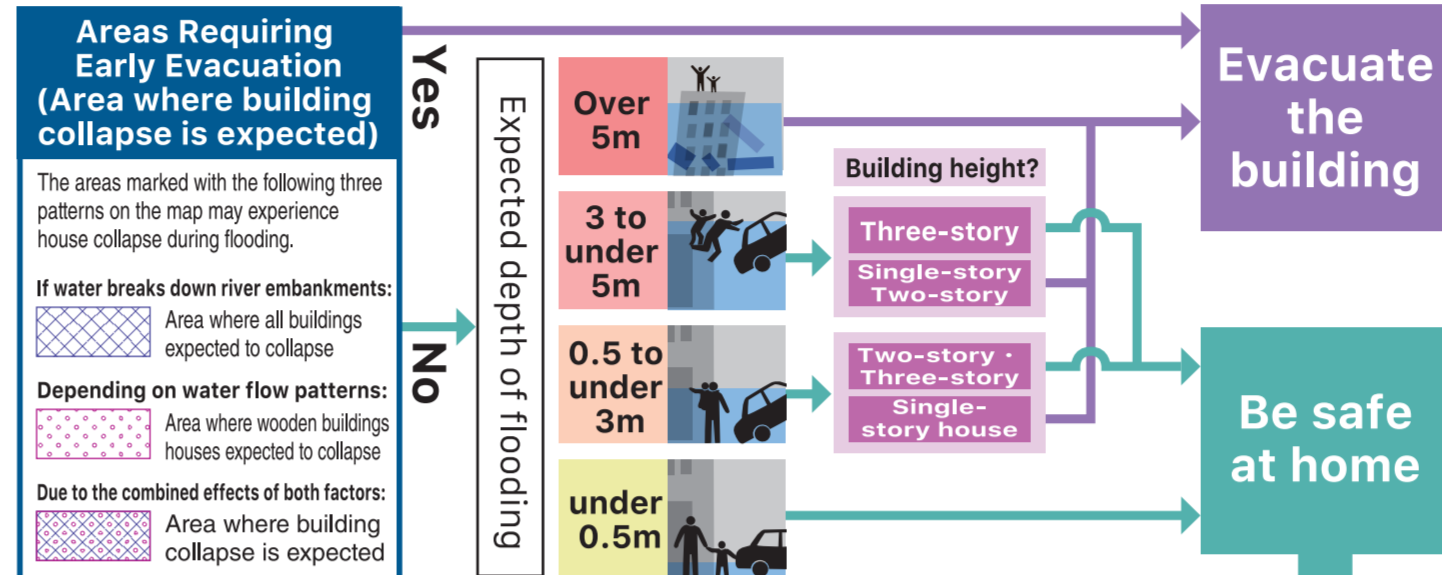 Areas Requiring
Early Evacuation
(Area where building
collapse is expected)
The areas marked with the following three
patterns on the map may experience
house collapse during flooding.
If water breaks down river embankments:
Area where all buildings
expected to collapse
Depending on water flow patterns:
Area where wooden buildings
houses expected to collapse
Due to the combined effects of both factors:
Area where building
collapse is expected
Yes
No
Expected depth of flooding
Over
5m
3 to
under
5m
0.5 to
under
3m
under
0.5m
Building height?
Three-story
Single-story
Two-story
Two-story ·
Three-story
Single-
story house
Evacuate
the
building
Be safe
at home